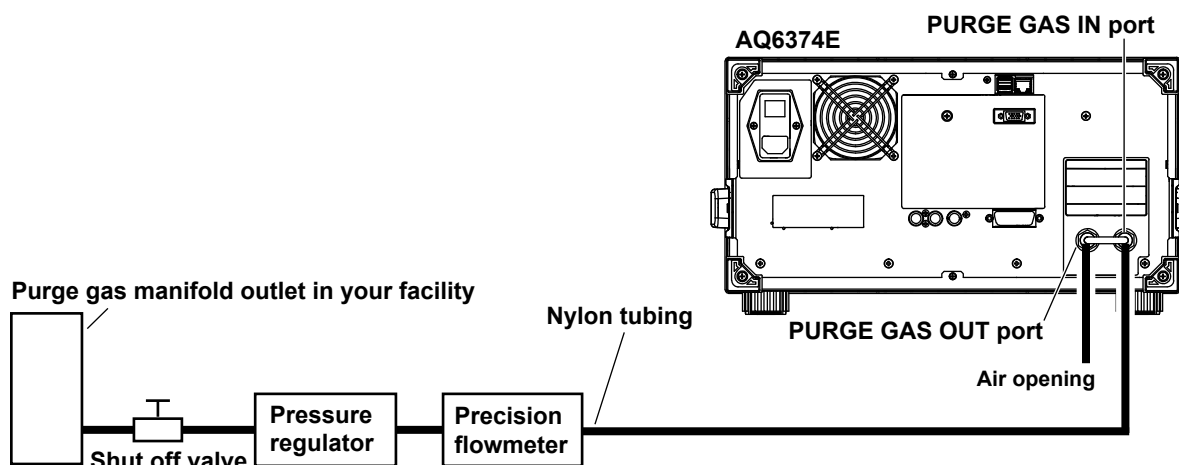 PURGE GAS IN port
AQ6374E
Purge gas manifold outlet in your facility
Nylon tubing
PURGE GAS OUT port
Air opening
Pressure
regulator
Precision
flowmeter
Shut off valve